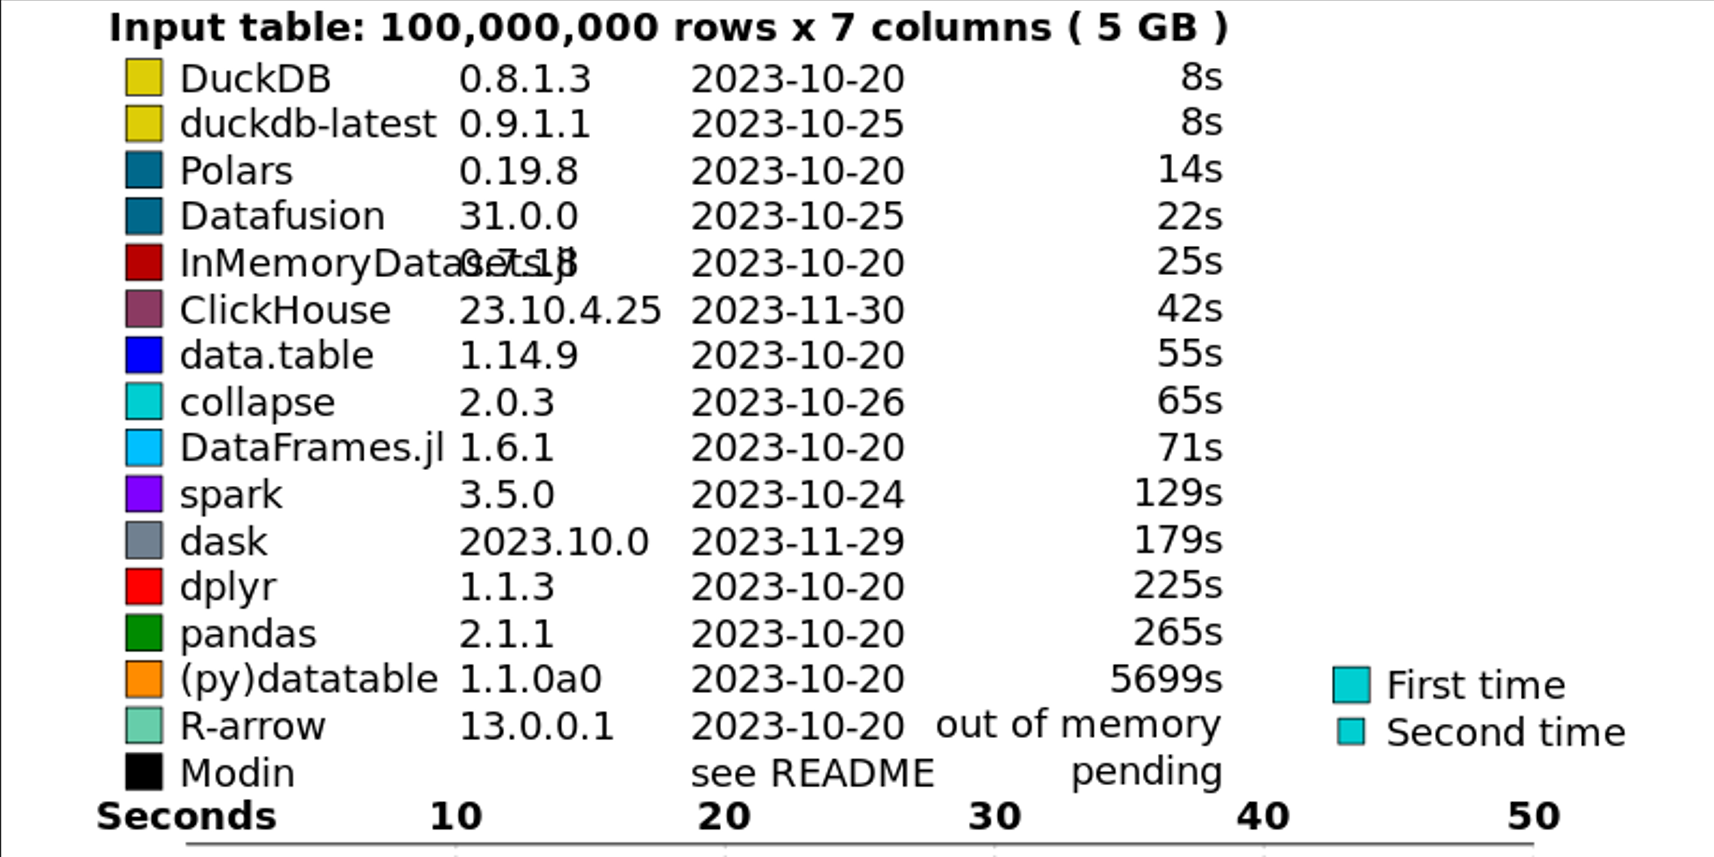 Input table: 100,000,000 rows x 7 columns ( 5 GB )
DuckDB 0.8.1.3 2023-10-20 8s
duckdb-latest 0.9.1.1 2023-10-25 8s
Polars 0.19.8 2023-10-20 14s
Datafusion 31.0.0 2023-10-25 22s
InMemoryDatasets.jl 0.7.18 2023-10-20 25s
ClickHouse 23.10.4.25 2023-11-30 42s
data.table 1.14.9 2023-10-20 55s
collapse 2.0.3 2023-10-26 65s
DataFrames.jl 1.6.1 2023-10-20 71s
spark 3.5.0 2023-10-24 129s
dask 2023.10.0 2023-11-29 179s
dplyr 1.1.3 2023-10-20 225s
pandas 2.1.1 2023-10-20 265s
(py)datatable 1.1.0a0 2023-10-20 5699s First time
R-arrow 13.0.0.1 2023-10-20 out of memory Second time
Modin see README pending
Seconds 10 20 30 40 50